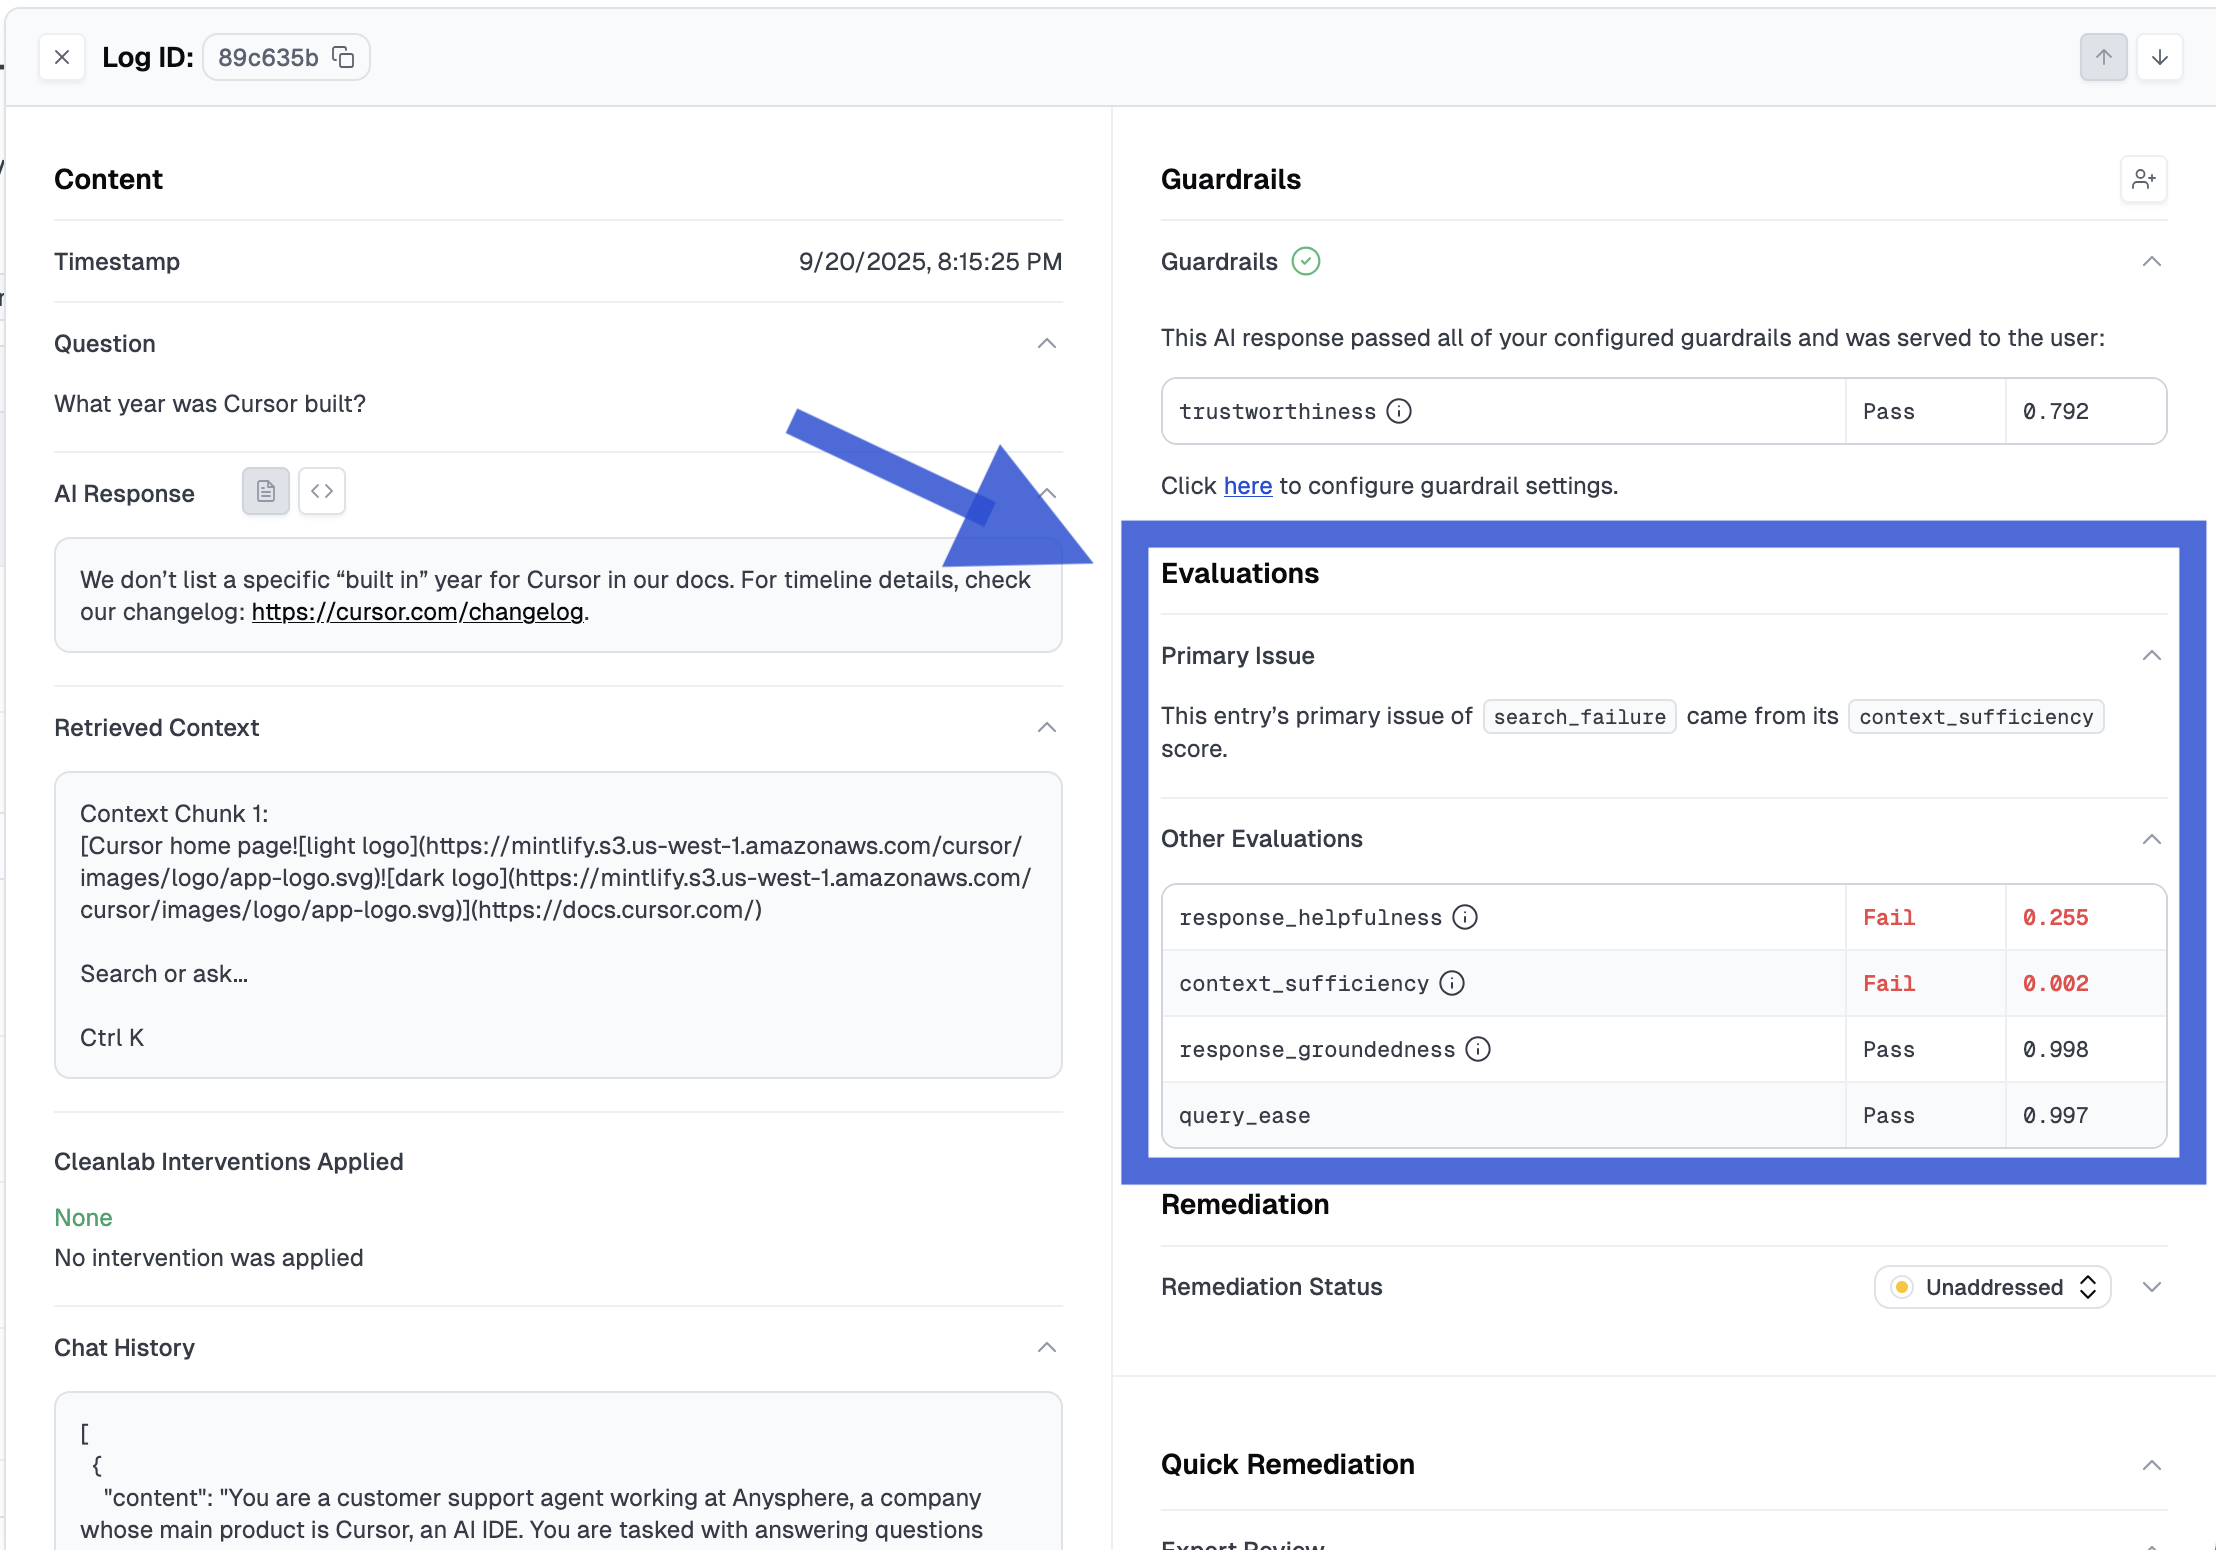 Log ID: 89c635b
Content
Timestamp 9/20/2025, 8:15:25 PM
Question
What year was Cursor built?
AI Response
We don’t list a specific “built in” year for Cursor in our docs. For timeline details, check
our changelog: https://cursor.com/changelog.
Retrieved Context
Context Chunk 1:
[Cursor home page![light logo](https://mintlify.s3.us-west-1.amazonaws.com/cursor/
images/logo/app-logo.svg)![dark logo](https://mintlify.s3.us-west-1.amazonaws.com/
cursor/images/logo/app-logo.svg)](https://docs.cursor.com/)
Search or ask...
Ctrl K
Cleanlab Interventions Applied
None
No intervention was applied
Chat History
[
{
"content": "You are a customer support agent working at Anysphere, a company
whose main product is Cursor, an AI IDE. You are tasked with answering questions
Guardrails
Guardrails
This AI response passed all of your configured guardrails and was served to the user:
trustworthiness Pass 0.792
Click here to configure guardrail settings.
Evaluations
Primary Issue
This entry’s primary issue of search_failure came from its context_sufficiency
score.
Other Evaluations
response_helpfulness Fail 0.255
context_sufficiency Fail 0.002
response_groundedness Pass 0.998
query_ease Pass 0.997
Remediation
Remediation Status Unaddressed
Quick Remediation
Expert Review